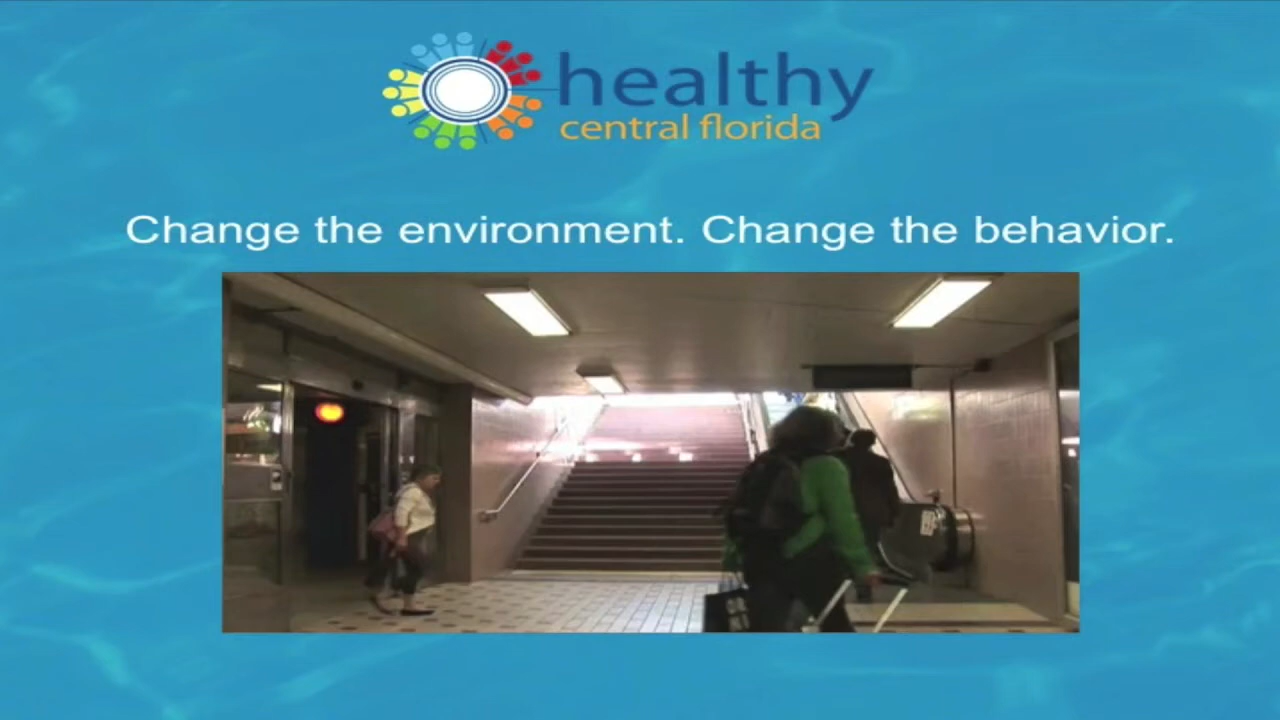 healthy
central florida
Change the environment. Change the behavior.